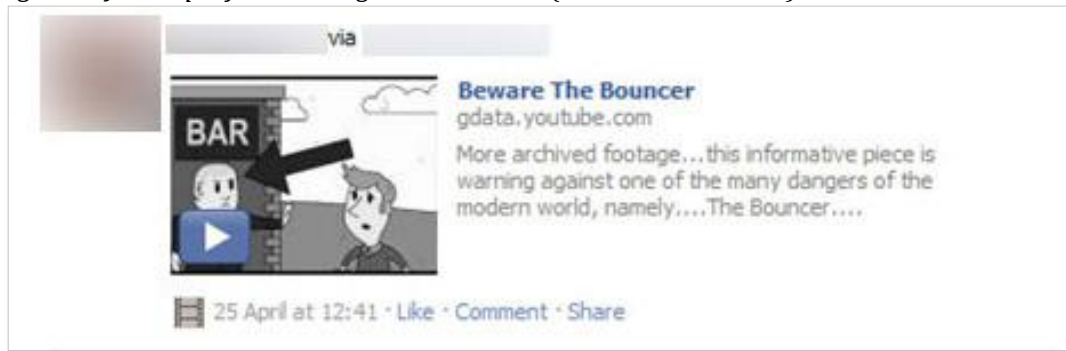 via
Beware The Bouncer
gdata.youtube.com
More archived footage...this informative piece is
warning against one of the many dangers of the
modern world, namely....The Bouncer....
BAR
25 April at 12:41 · Like · Comment · Share